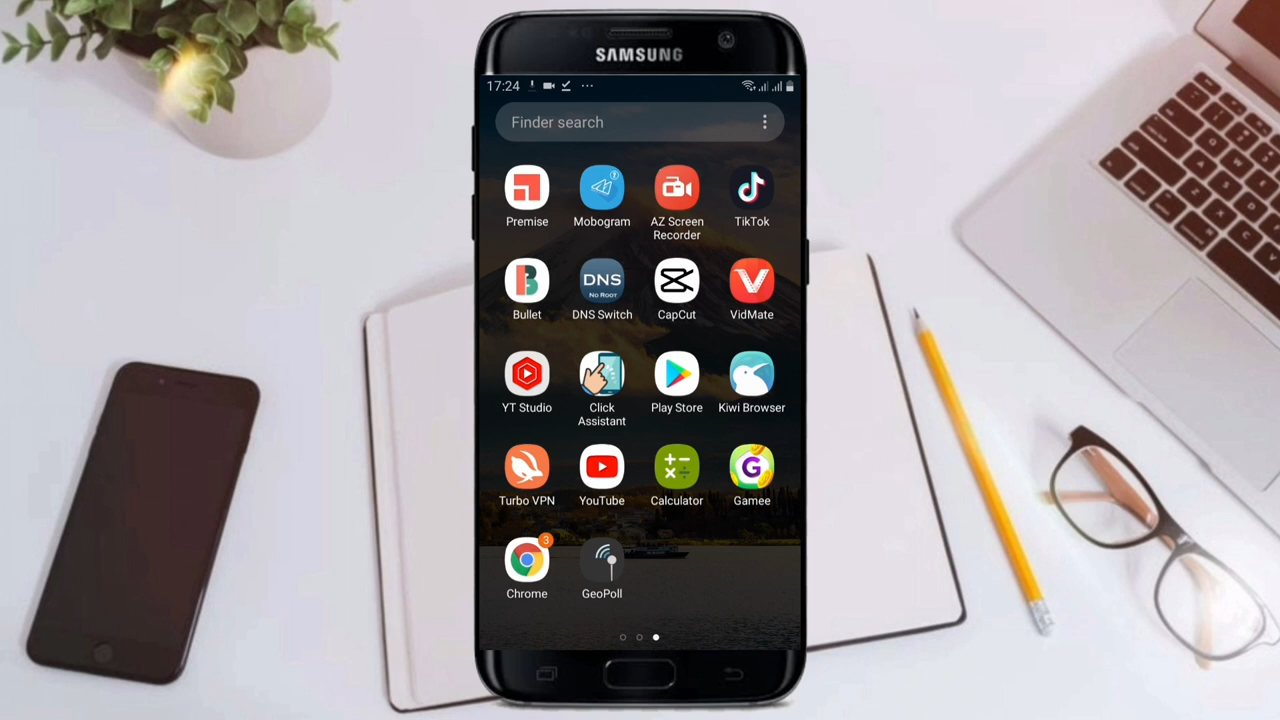 SAMSUNG
17:24
Finder search
Premise
Mobogram
AZ Screen
Recorder
TikTok
Bullet
DNS
No Root
DNS Switch
CapCut
VidMate
YT Studio
Click
Assistant
Play Store
Kiwi Browser
Turbo VPN
YouTube
Calculator
G
Gamee
3
Chrome
GeoPoll